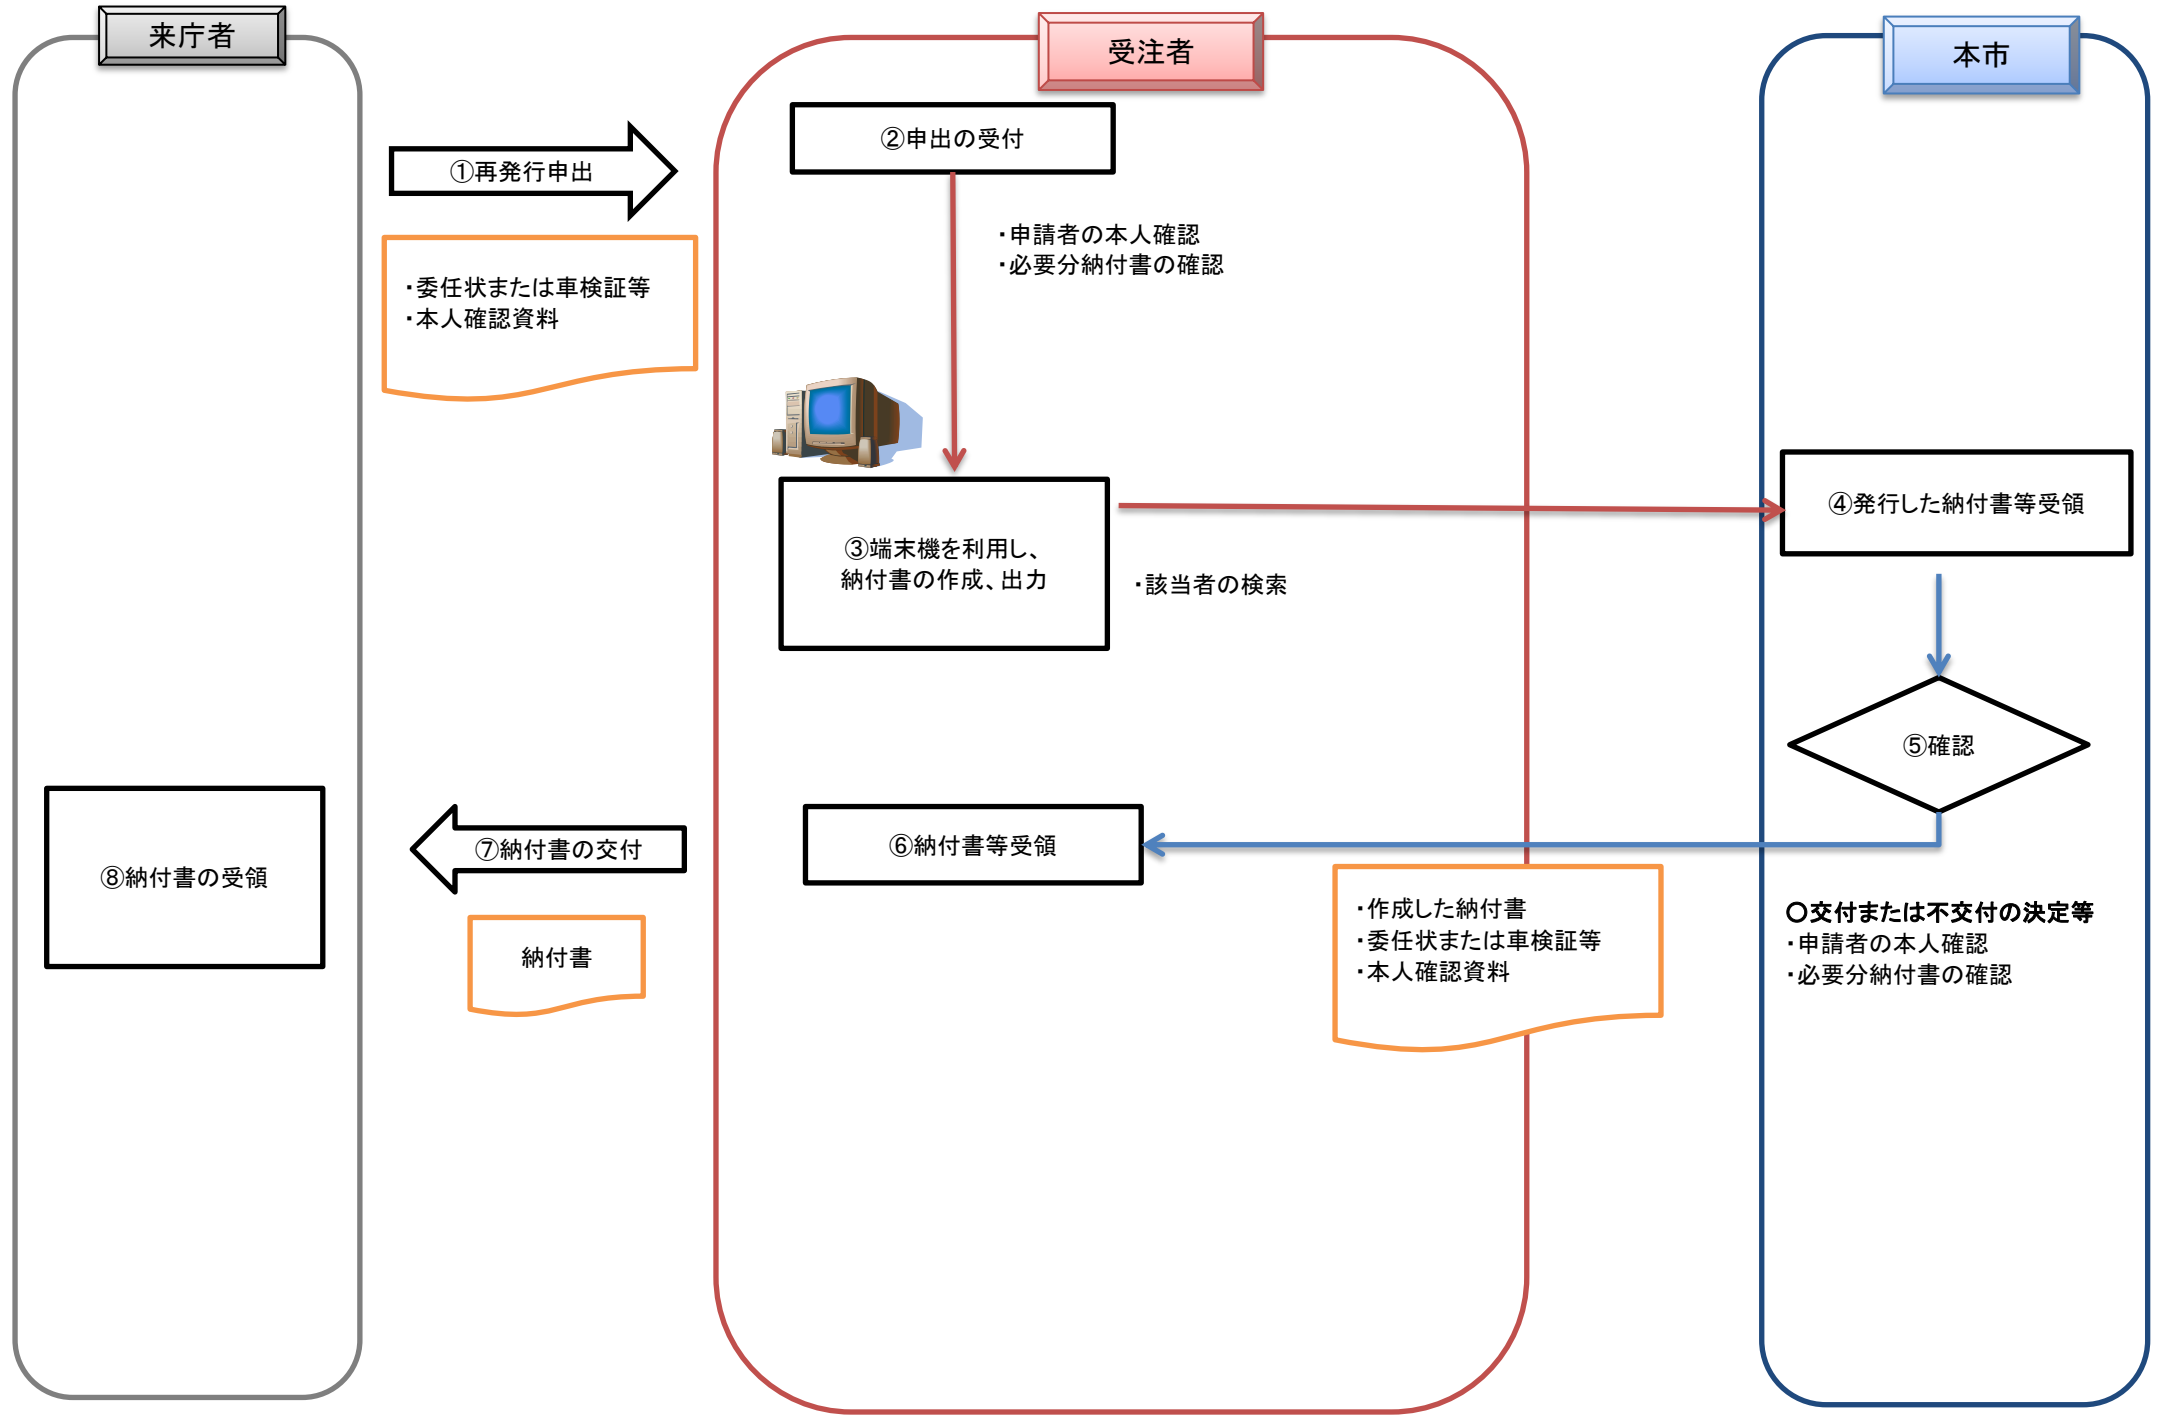 来庁者
受注者
本市
①再発行申出
・委任状または車検証等
・本人確認資料
②申出の受付
・申請者の本人確認
・必要分納付書の確認
③端末機を利用し、
納付書の作成、出力
・該当者の検索
④発行した納付書等受領
⑤確認
〇交付または不交付の決定等
・申請者の本人確認
・必要分納付書の確認
⑥納付書等受領
・作成した納付書
・委任状または車検証等
・本人確認資料
⑦納付書の交付
納付書
⑧納付書の受領